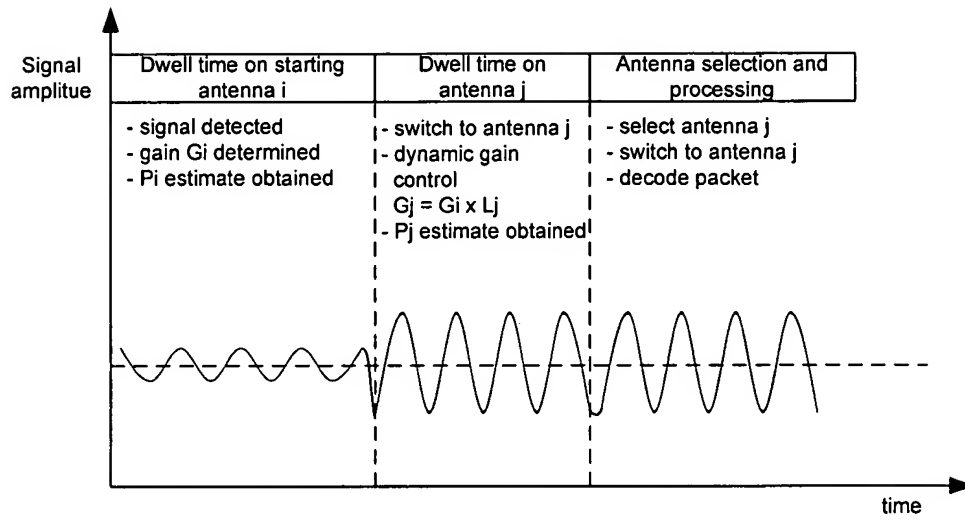 Signal
amplitue
Dwell time on starting
antenna i
Dwell time on
antenna j
Antenna selection and
processing
- signal detected
- gain Gi determined
- Pi estimate obtained
- switch to antenna j
- dynamic gain
control
Gj = Gi x Lj
- Pj estimate obtained
- select antenna j
- switch to antenna j
- decode packet
time